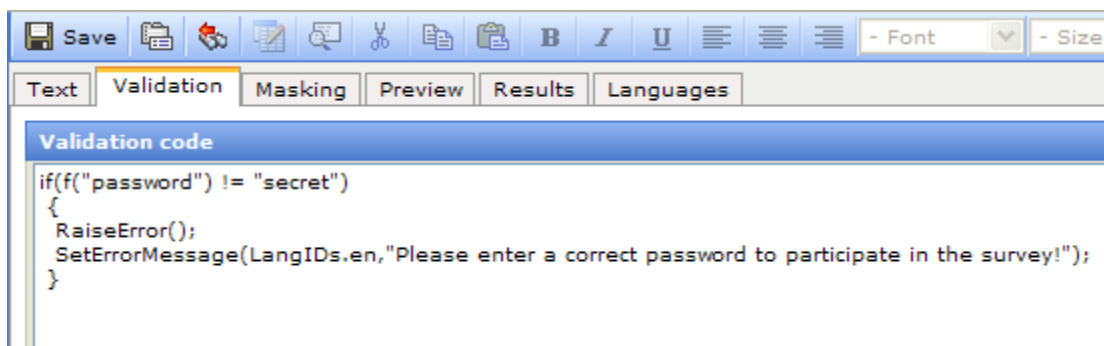 Save B I U - Font - Size
Text Validation Masking Preview Results Languages
Validation code
if(f("password") != "secret")
{
RaiseError();
SetErrorMessage(LangIDs.en,"Please enter a correct password to participate in the survey!");
}